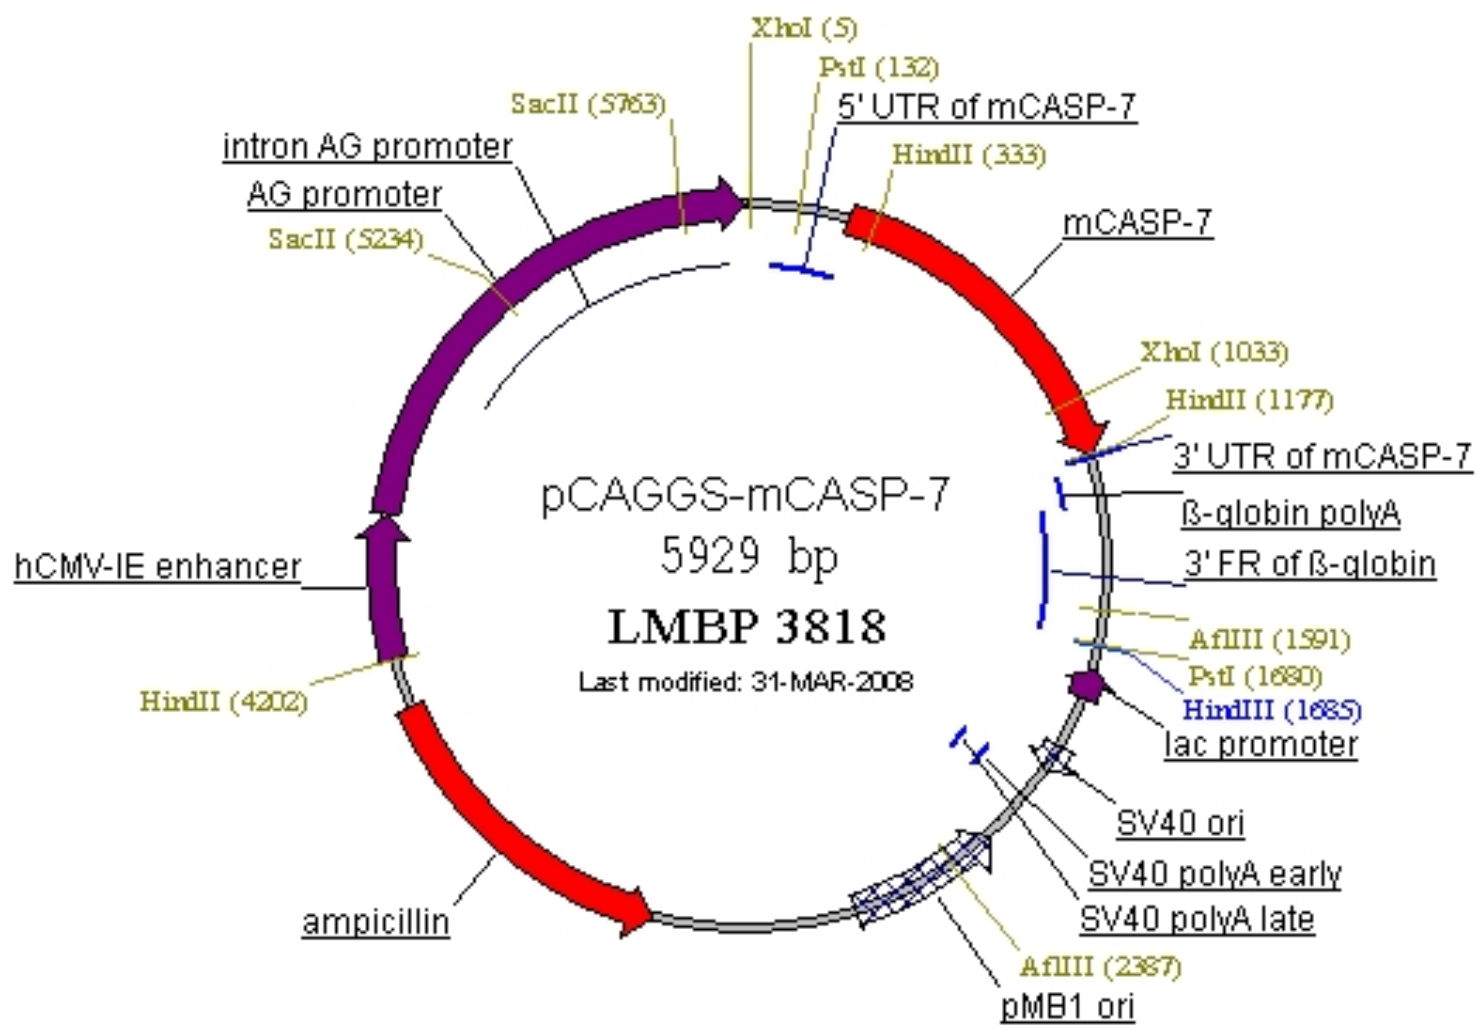 XhoI (5)
PstI (132)
SacII (5763)
5' UTR of mCASP-7
intron AG promoter
HindII (333)
AG promoter
mCASP-7
SacII (5234)
XhoI (1033)
HindII (1177)
3' UTR of mCASP-7
pCAGGS-mCASP-7
ß-globin polyA
5929 bp
hCMV-IE enhancer
3' FR of ß-globin
LMBP 3818
AflIII (1591)
Last modified: 31-MAR-2008
PstI (1680)
HindII (4202)
HindIII (1685)
lac promoter
SV40 ori
SV40 polyA early
ampicillin
SV40 polyA late
AflIII (2387)
pMB1 ori